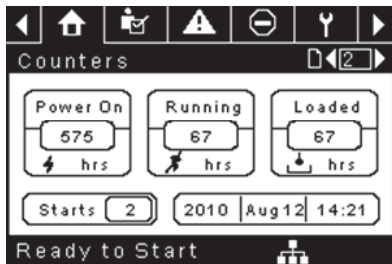 Counters 2
Power On Running Loaded
575 67 67
hrs hrs hrs
Starts 2 2010 Aug12 14:21
Ready to Start